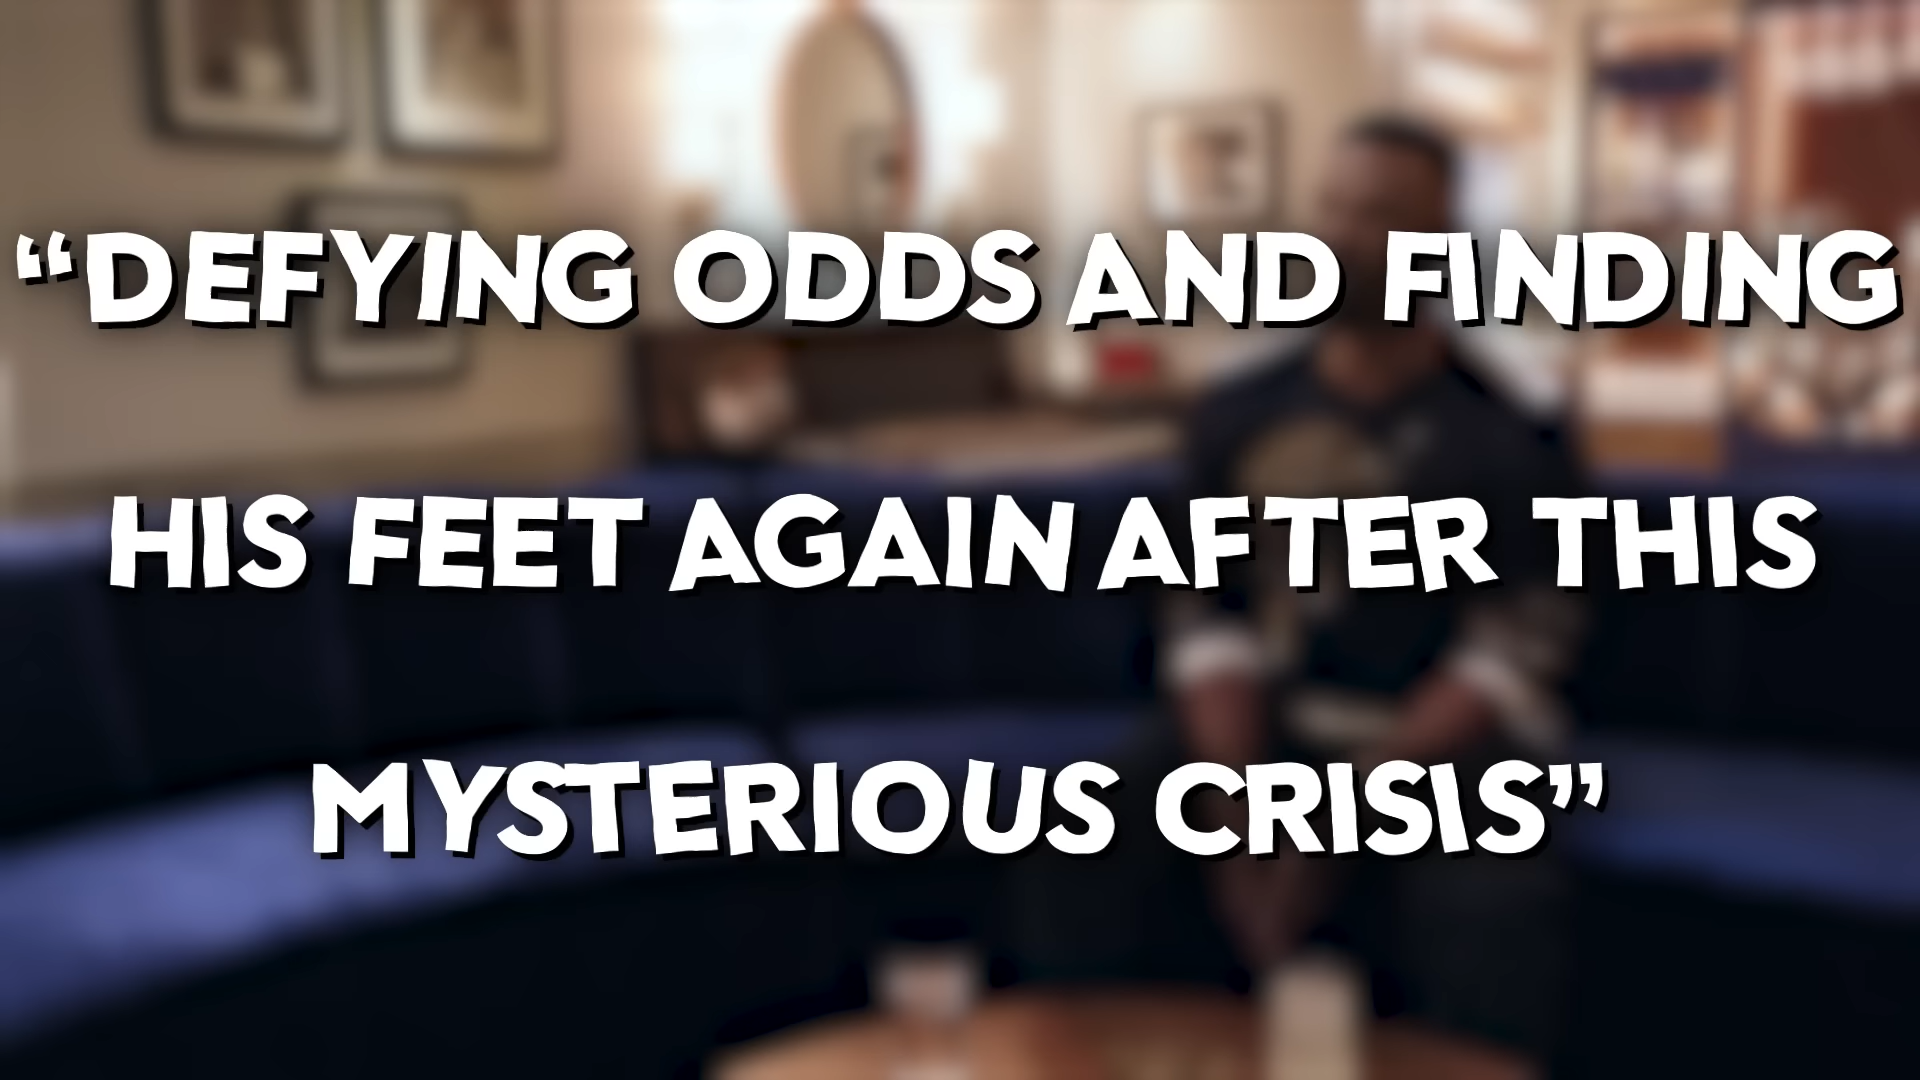 “DEFYING ODDS AND FINDING
HIS FEET AGAIN AFTER THIS
MYSTERIOUS CRISIS”